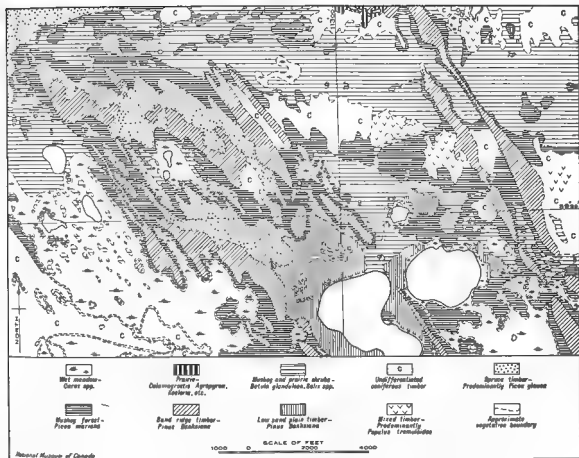 NORTH
Wet meadow-
Carex spp.
Prairie-
Calamagrostis Agropyron,
Koeleria, etc.
Muskeg and prairie shrubs-
Betula glandulosa, Salix spp.
C
Undifferentiated
coniferous timber
Spruce timber-
Predominantly Picea glauca
Muskeg forest-
Picea mariana
Sand ridge timber-
Pinus Banksiana
Low sand plain timber-
Pinus Banksiana
Mixed timber-
Predominantly
Populus tremuloides
Approximate
vegetative boundary
SCALE OF FEET
1000 0 2000 4000
National Museum of Canada